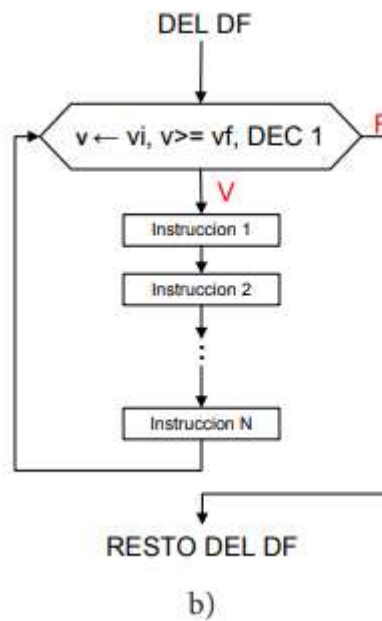 DEL DF
v ← vi, v>= vf, DEC 1
F
V
Instruccion 1
Instruccion 2
⋮
Instruccion N
RESTO DEL DF
b)